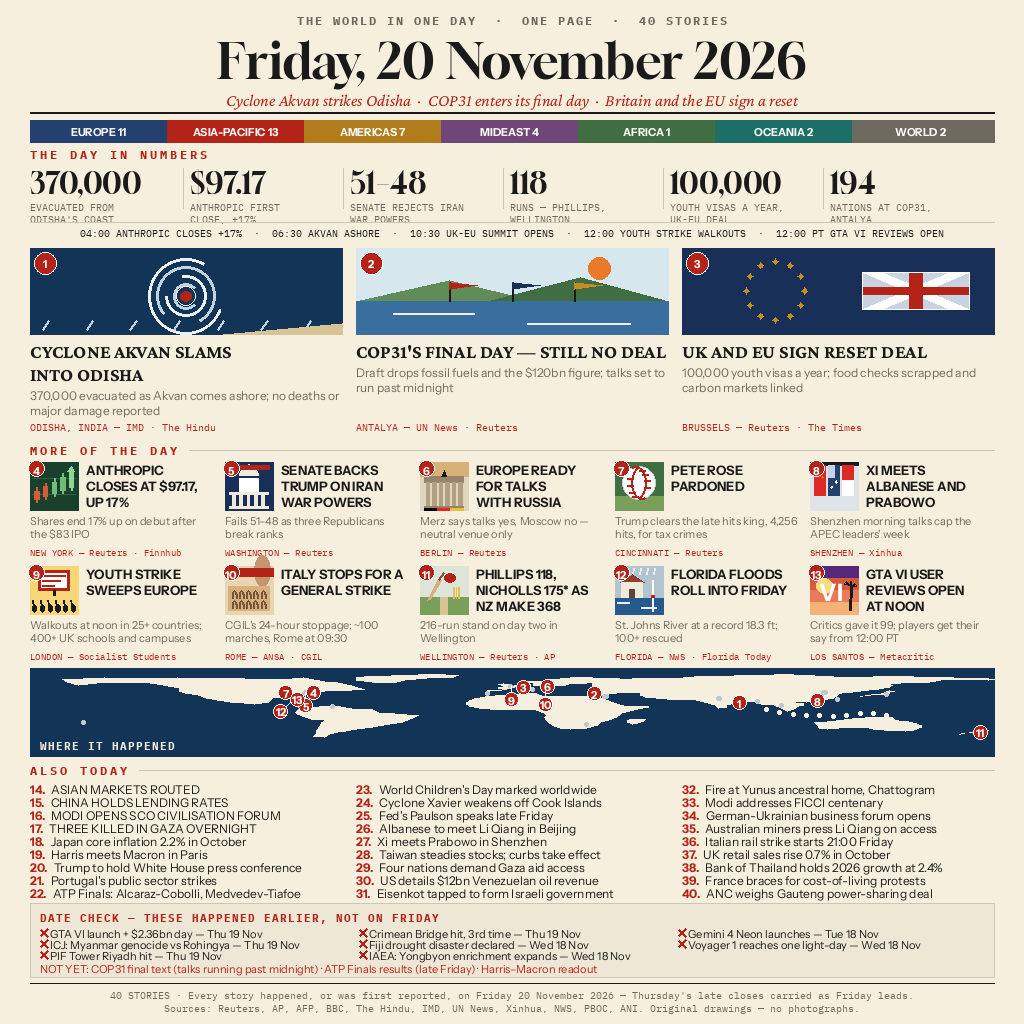 THE WORLD IN ONE DAY · ONE PAGE · 40 STORIES
Friday, 20 November 2026
Cyclone Akvan strikes Odisha · COP31 enters its final day · Britain and the EU sign a reset
EUROPE 11 ASIA-PACIFIC 13 AMERICAS 7 MIDEAST 4 AFRICA 1 OCEANIA 2 WORLD 2
THE DAY IN NUMBERS
370,000
EVACUATED FROM
ODISHA'S COAST
$97.17
ANTHROPIC FIRST
CLOSE, +17%
51–48
SENATE REJECTS IRAN
WAR POWERS
118
RUNS — PHILLIPS,
WELLINGTON
100,000
YOUTH VISAS A YEAR,
UK-EU DEAL
194
NATIONS AT COP31,
ANTALYA
04:00 ANTHROPIC CLOSES +17% · 06:30 AKVAN ASHORE · 10:30 UK-EU SUMMIT OPENS · 12:00 YOUTH STRIKE WALKOUTS · 12:00 PT GTA VI REVIEWS OPEN
1
CYCLONE AKVAN SLAMS
INTO ODISHA
370,000 evacuated as Akvan comes ashore; no deaths or
major damage reported
ODISHA, INDIA — IMD · The Hindu
2
COP31'S FINAL DAY — STILL NO DEAL
Draft drops fossil fuels and the $120bn figure; talks set to
run past midnight
ANTALYA — UN News · Reuters
3
UK AND EU SIGN RESET DEAL
100,000 youth visas a year; food checks scrapped and
carbon markets linked
BRUSSELS — Reuters · The Times
MORE OF THE DAY
4
ANTHROPIC
CLOSES AT $97.17,
UP 17%
Shares end 17% up on debut after
the $83 IPO
NEW YORK — Reuters · Finnhub
5
SENATE BACKS
TRUMP ON IRAN
WAR POWERS
Fails 51–48 as three Republicans
break ranks
WASHINGTON — Reuters
6
EUROPE READY
FOR TALKS
WITH RUSSIA
Merz says talks yes, Moscow no —
neutral venue only
BERLIN — Reuters
7
PETE ROSE
PARDONED
Trump clears the late hits king, 4,256
hits, for tax crimes
CINCINNATI — Reuters
8
XI MEETS
ALBANESE AND
PRABOWO
Shenzhen morning talks cap the
APEC leaders' week
SHENZHEN — Xinhua
9
YOUTH STRIKE
SWEEPS EUROPE
Walkouts at noon in 25+ countries;
400+ UK schools and campuses
LONDON — Socialist Students
10
ITALY STOPS FOR A
GENERAL STRIKE
CGIL's 24-hour stoppage; ~100
marches, Rome at 09:30
ROME — ANSA · CGIL
11
PHILLIPS 118,
NICHOLLS 175* AS
NZ MAKE 368
216-run stand on day two in
Wellington
WELLINGTON — Reuters · AP
12
FLORIDA FLOODS
ROLL INTO FRIDAY
St. Johns River at a record 18.3 ft;
100+ rescued
FLORIDA — NWS · Florida Today
13
VI
GTA VI USER
REVIEWS OPEN
AT NOON
Critics gave it 99; players get their
say from 12:00 PT
LOS SANTOS — Metacritic
7 13 4 5 12 3 6 9 10 2 1 8 11
WHERE IT HAPPENED
ALSO TODAY
14. ASIAN MARKETS ROUTED
15. CHINA HOLDS LENDING RATES
16. MODI OPENS SCO CIVILISATION FORUM
17. THREE KILLED IN GAZA OVERNIGHT
18. Japan core inflation 2.2% in October
19. Harris meets Macron in Paris
20. Trump to hold White House press conference
21. Portugal's public sector strikes
22. ATP Finals: Alcaraz-Cobolli, Medvedev-Tiafoe
23. World Children's Day marked worldwide
24. Cyclone Xavier weakens off Cook Islands
25. Fed's Paulson speaks late Friday
26. Albanese to meet Li Qiang in Beijing
27. Xi meets Prabowo in Shenzhen
28. Taiwan steadies stocks; curbs take effect
29. Four nations demand Gaza aid access
30. US details $12bn Venezuelan oil revenue
31. Eisenkot tapped to form Israeli government
32. Fire at Yunus ancestral home, Chattogram
33. Modi addresses FICCI centenary
34. German-Ukrainian business forum opens
35. Australian miners press Li Qiang on access
36. Italian rail strike starts 21:00 Friday
37. UK retail sales rise 0.7% in October
38. Bank of Thailand holds 2026 growth at 2.4%
39. France braces for cost-of-living protests
40. ANC weighs Gauteng power-sharing deal
DATE CHECK — THESE HAPPENED EARLIER, NOT ON FRIDAY
GTA VI launch + $2.36bn day — Thu 19 Nov
ICJ: Myanmar genocide vs Rohingya — Thu 19 Nov
PIF Tower Riyadh hit — Thu 19 Nov
Crimean Bridge hit, 3rd time — Thu 19 Nov
Fiji drought disaster declared — Wed 18 Nov
IAEA: Yongbyon enrichment expands — Wed 18 Nov
Gemini 4 Neon launches — Tue 18 Nov
Voyager 1 reaches one light-day — Wed 18 Nov
NOT YET: COP31 final text (talks running past midnight) · ATP Finals results (late Friday) · Harris–Macron readout
40 STORIES · Every story happened, or was first reported, on Friday 20 November 2026 — Thursday's late closes carried as Friday leads.
Sources: Reuters, AP, AFP, BBC, The Hindu, IMD, UN News, Xinhua, NWS, PBOC, ANI. Original drawings — no photographs.